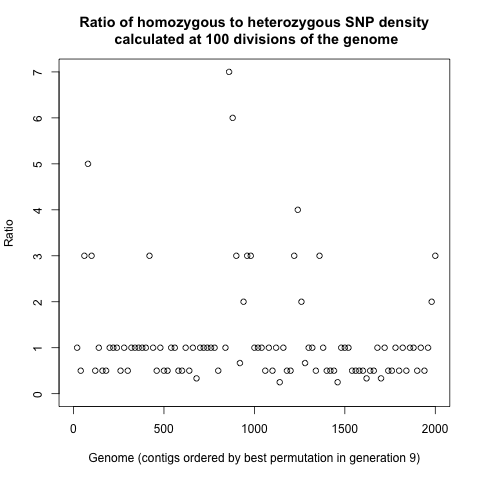 Ratio of homozygous to heterozygous SNP density
calculated at 100 divisions of the genome
7
6
5
4
3
2
1
0
Ratio
0 500 1000 1500 2000
Genome (contigs ordered by best permutation in generation 9)